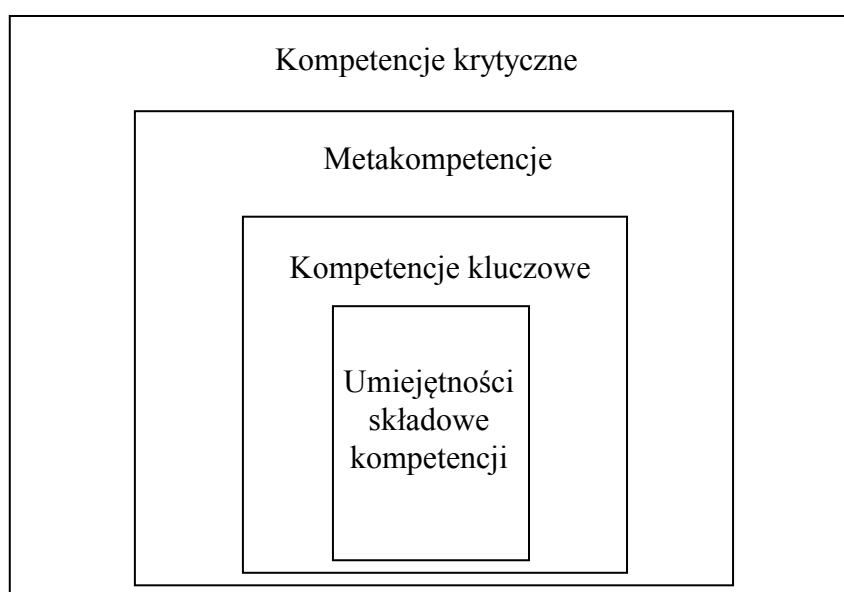 Kompetencje krytyczne
Metakompetencje
Kompetencje kluczowe
Umiejętności
składowe
kompetencji